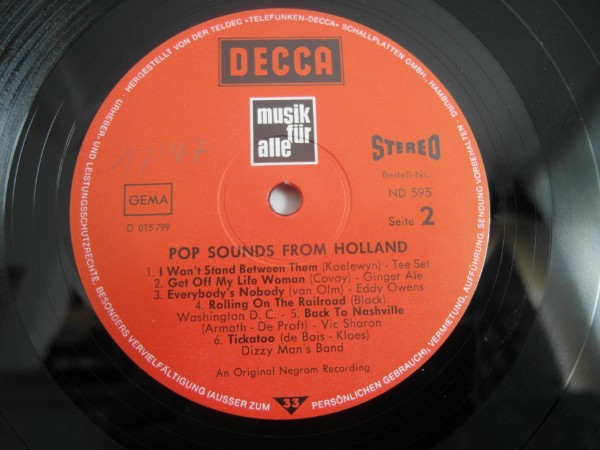 URHEBER- UND LEISTUNGSSCHUTZRECHTE, BESONDERS VERVIELFÄLTIGUNG (AUSSER ZUM PERSÖNLICHEN GEBRAUCH), VERMIETUNG, AUFFÜHRUNG, SENDUNG VORBEHALTEN
· HERGESTELLT VON DER TELDEC »TELEFUNKEN-DECCA« SCHALLPLATTEN GMBH., HAMBURG ·
DECCA
musik
für
alle
STEREO
Bestell-Nr.
ND 595
GEMA
Seite 2
D 015 799
POP SOUNDS FROM HOLLAND
1. I Won't Stand Between Them (Koelewyn) - Tee Set
2. Get Off My Life Woman (Covay) - Ginger Ale
3. Everybody's Nobody (van Olm) - Eddy Owens
4. Rolling On The Railroad (Black)
Washington D. C. - 5. Back To Nashville
(Armath - De Proft) - Vic Sharon
6. Tickatoo (de Bois - Kloes)
Dizzy Man's Band
An Original Negram Recording
33